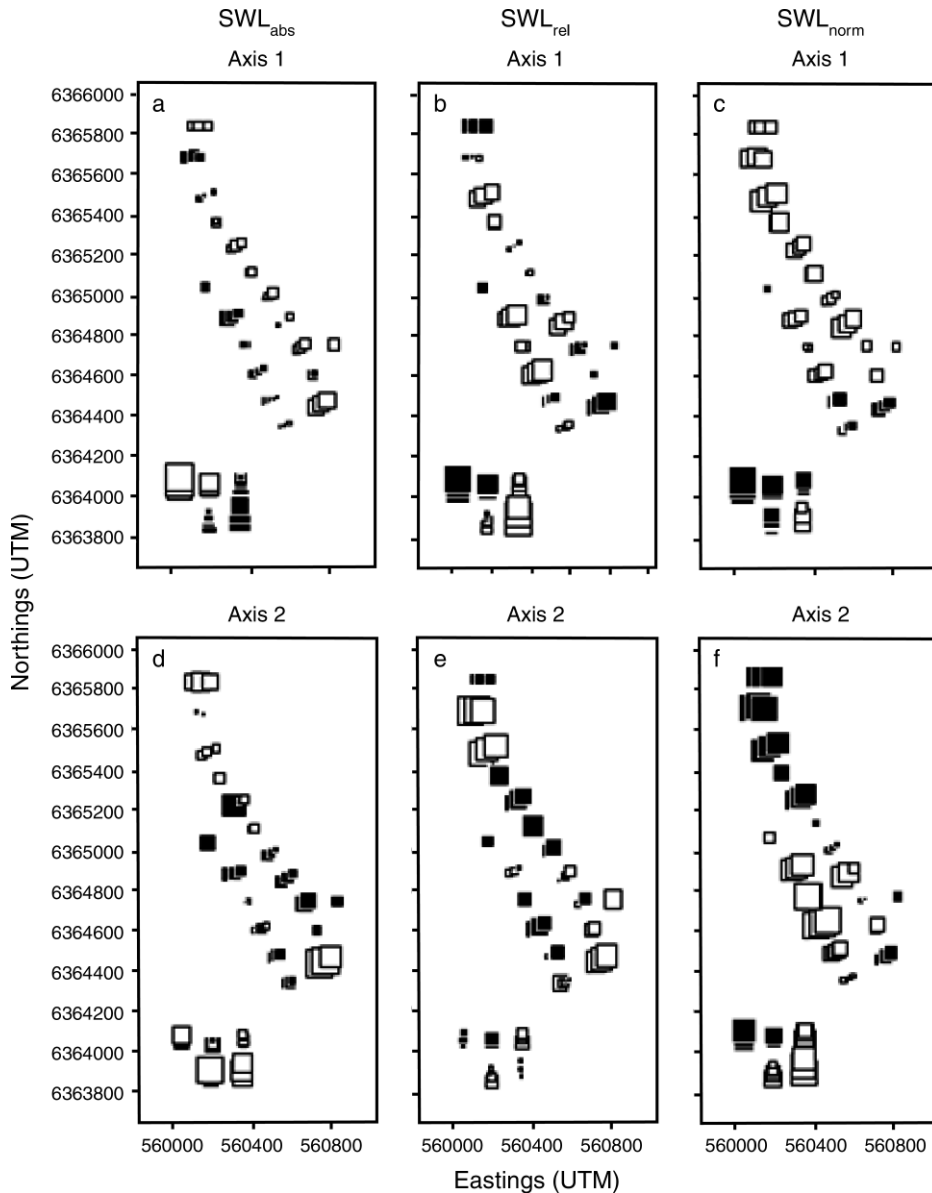 SWLabs
SWLrel
SWLnorm
Axis 1
Axis 1
Axis 1
a
b
c
6366000
6365800
6365600
6365400
6365200
6365000
6364800
6364600
6364400
6364200
6364000
6363800
Northings (UTM)
Axis 2
Axis 2
Axis 2
d
e
f
6366000
6365800
6365600
6365400
6365200
6365000
6364800
6364600
6364400
6364200
6364000
6363800
560000
560400
560800
560000
560400
560800
560000
560400
560800
Eastings (UTM)